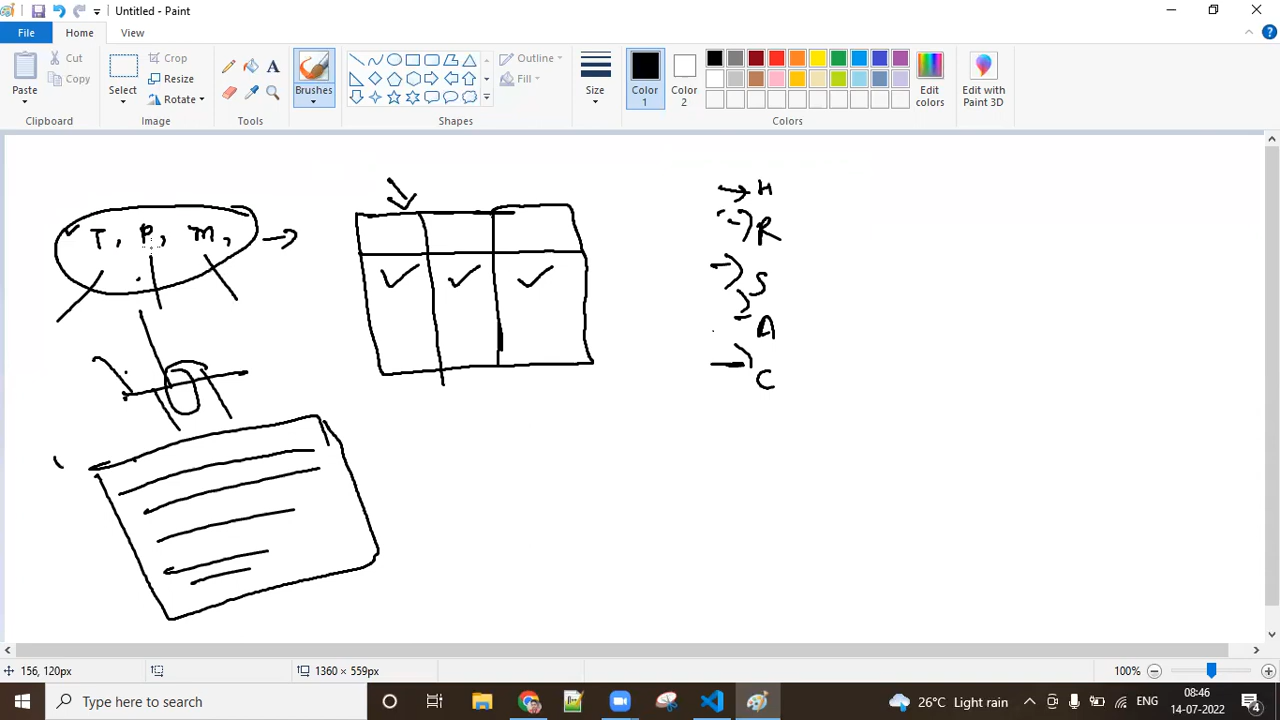 Untitled - Paint
File Home View
Paste
Cut
Copy
Clipboard
Select
Crop
Resize
Rotate
Image
A
Tools
Brushes
Outline
Fill
Shapes
Size
Color 1
Color 2
Edit colors
Colors
Edit with Paint 3D
T, P, M,
H
R
S
A
C
156, 120px
1360 × 559px
100%
Type here to search
26°C Light rain
ENG
08:46
14-07-2022
4